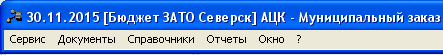 30.11.2015 [Бюджет ЗАТО Северск] АЦК - Муниципальный заказ
Сервис Документы Справочники Отчеты Окно ?